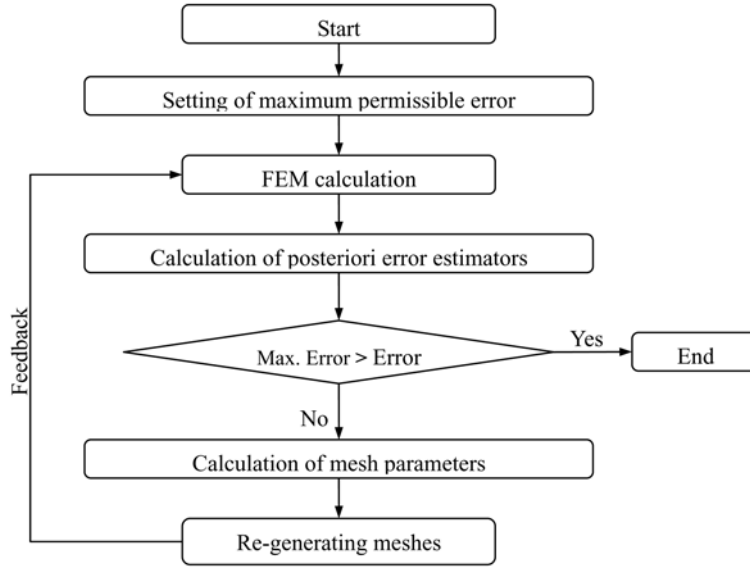 Start
Setting of maximum permissible error
FEM calculation
Calculation of posteriori error estimators
Max. Error > Error
Yes
End
No
Calculation of mesh parameters
Re-generating meshes
Feedback